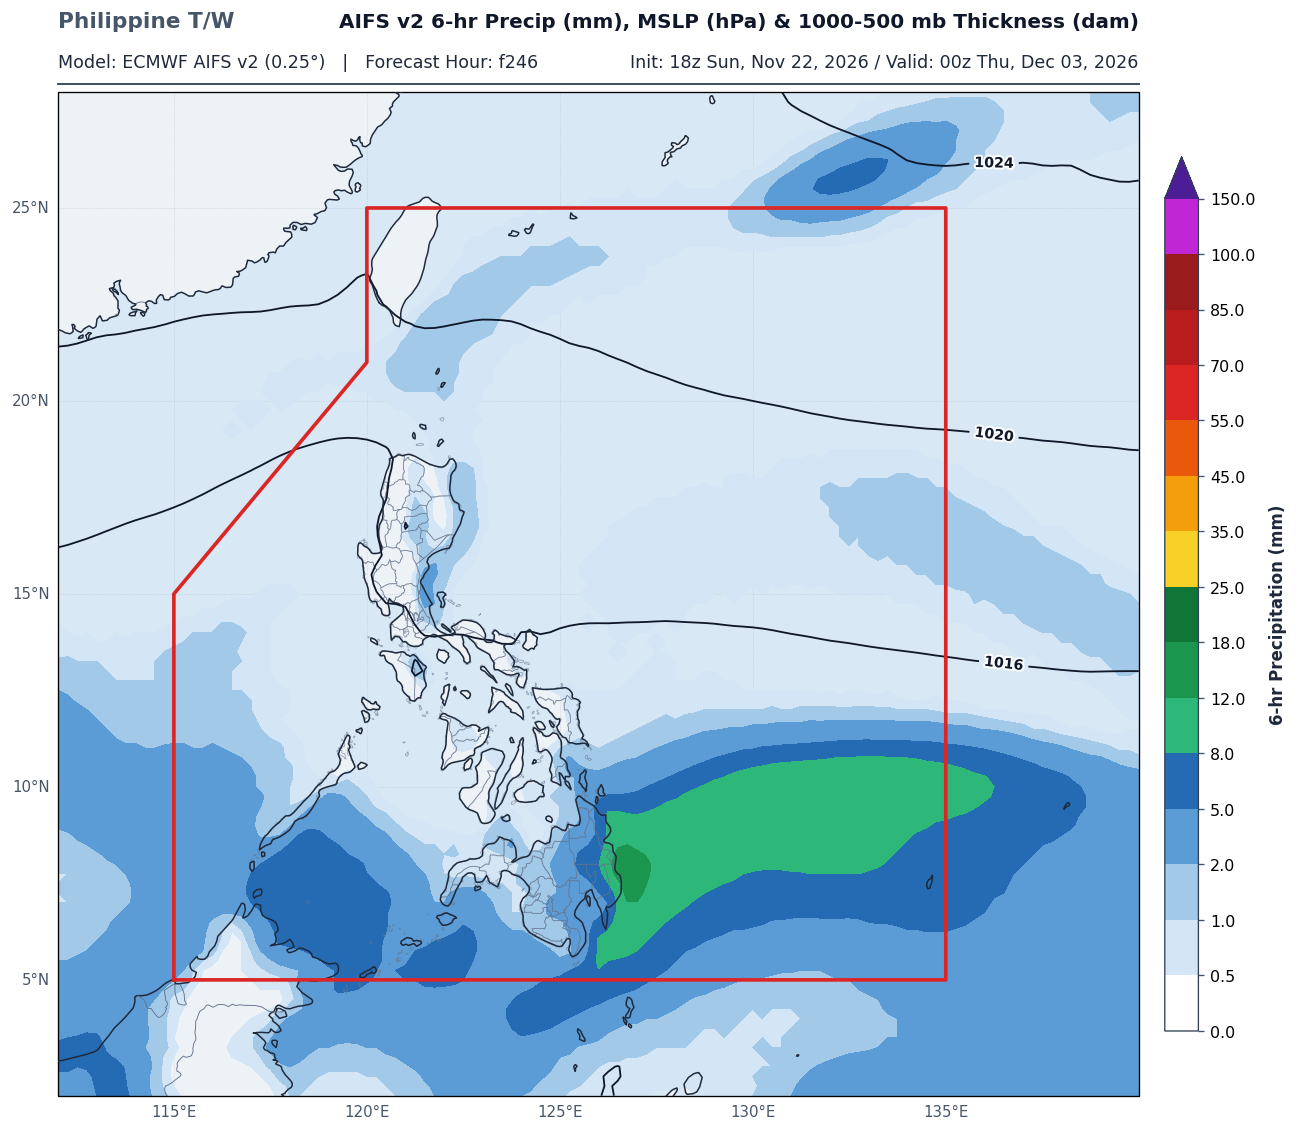 Philippine T/W
AIFS v2 6-hr Precip (mm), MSLP (hPa) & 1000-500 mb Thickness (dam)
Model: ECMWF AIFS v2 (0.25°) | Forecast Hour: f246
Init: 18z Sun, Nov 22, 2026 / Valid: 00z Thu, Dec 03, 2026
1024
1020
1016
25°N
20°N
15°N
10°N
5°N
115°E
120°E
125°E
130°E
135°E
150.0
100.0
85.0
70.0
55.0
45.0
35.0
25.0
18.0
12.0
8.0
5.0
2.0
1.0
0.5
0.0
6-hr Precipitation (mm)